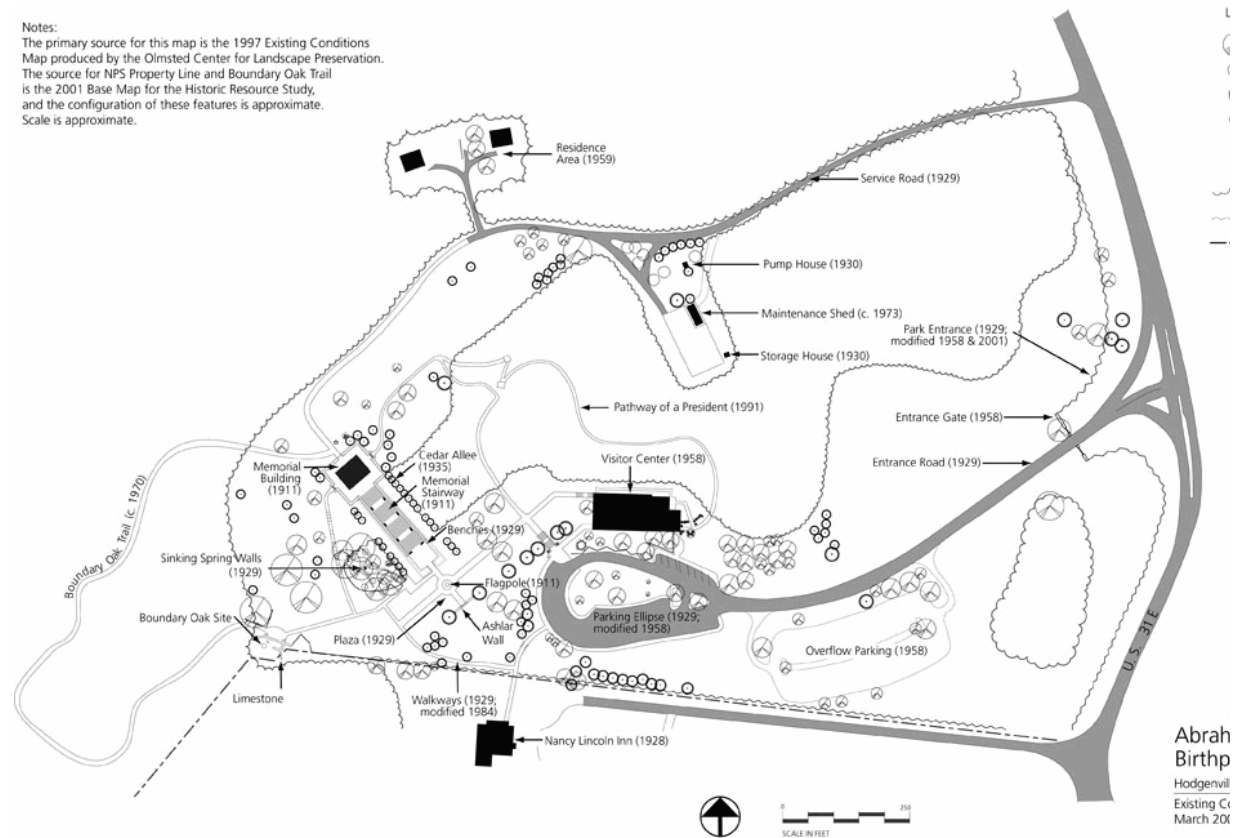 Notes:
The primary source for this map is the 1997 Existing Conditions
Map produced by the Olmsted Center for Landscape Preservation.
The source for NPS Property Line and Boundary Oak Trail
is the 2001 Base Map for the Historic Resource Study,
and the configuration of these features is approximate.
Scale is approximate.
Residence
Area (1959)
Service Road (1929)
Pump House (1930)
Maintenance Shed (c. 1973)
Park Entrance (1929;
modified 1958 & 2001)
Storage House (1930)
Pathway of a President (1991)
Entrance Gate (1958)
Cedar Allee
(1935)
Visitor Center (1958)
Entrance Road (1929)
Memorial
Building
(1911)
Memorial
Stairway
(1911)
Boundary Oak Trail (c. 1970)
Benches (1929)
Sinking Spring Walls
(1929)
Flagpole(1911)
Boundary Oak Site
Plaza (1929)
Ashlar
Wall
Parking Ellipse (1929;
modified 1958)
Overflow Parking (1958)
U.S. 31 E
Limestone
Walkways (1929;
modified 1984)
Nancy Lincoln Inn (1928)
Abrah
Birthp
Hodgenvil
Existing Co
March 200
0 250
SCALE IN FEET